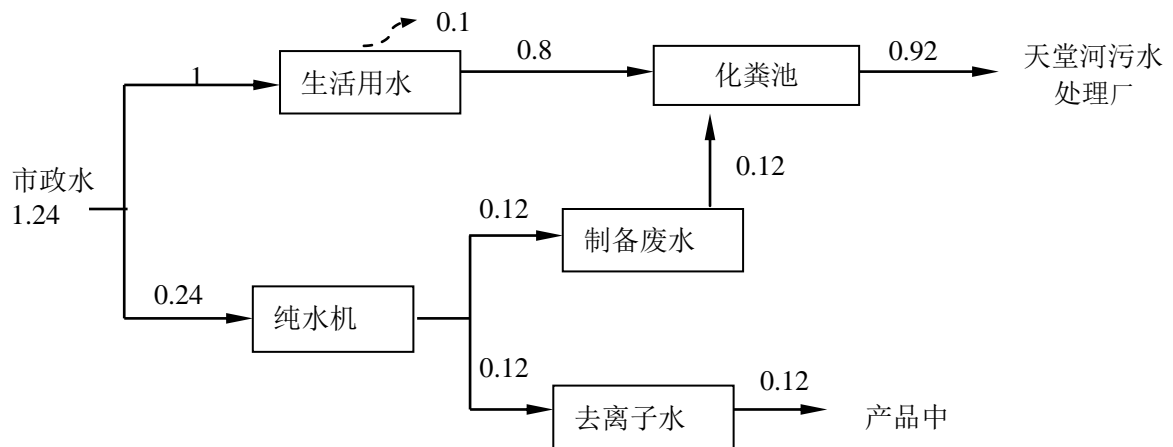 0.1
1
生活用水
0.8
化粪池
0.92
天堂河污水
处理厂
市政水
1.24
0.12
0.12
制备废水
0.24
纯水机
0.12
去离子水
0.12
产品中